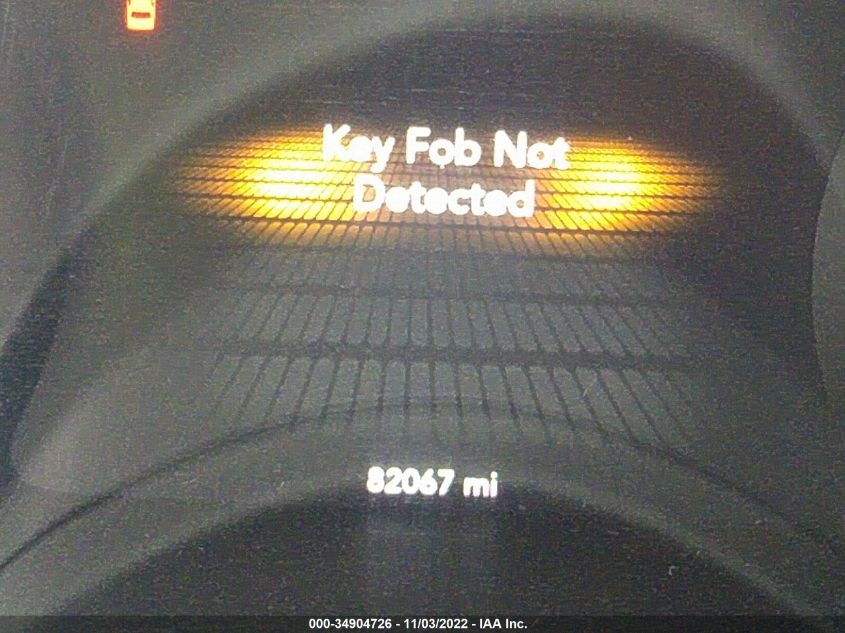 Key Fob Not
Detected
82067 mi
000-34904726 - 11/03/2022 - IAA Inc.